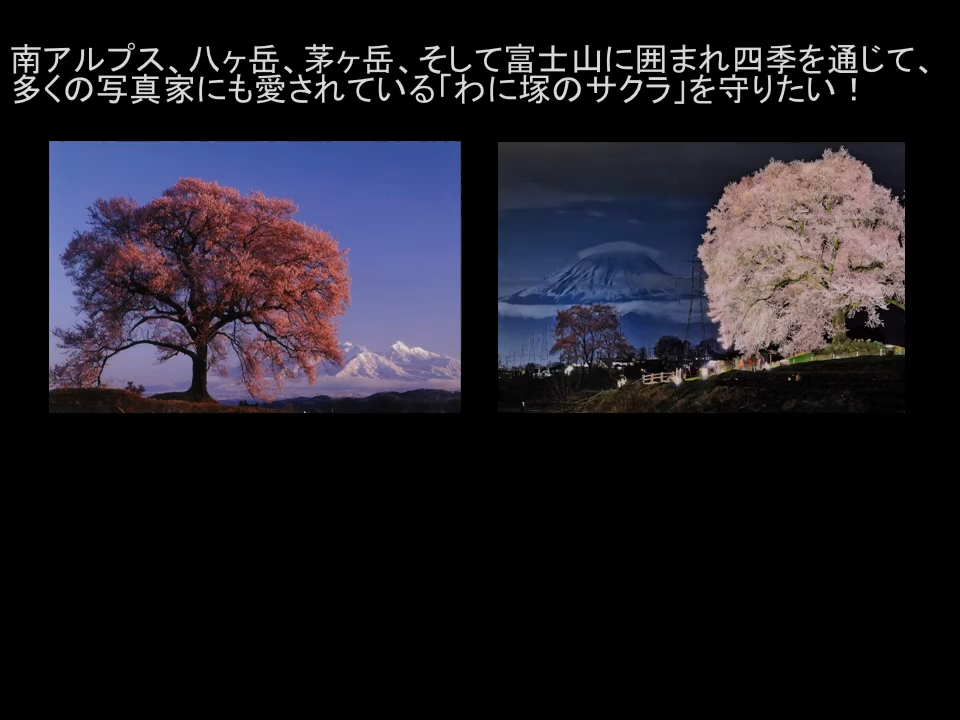 南アルプス、八ヶ岳、茅ヶ岳、そして富士山に囲まれ四季を通じて、
多くの写真家にも愛されている「わに塚のサクラ」を守りたい！